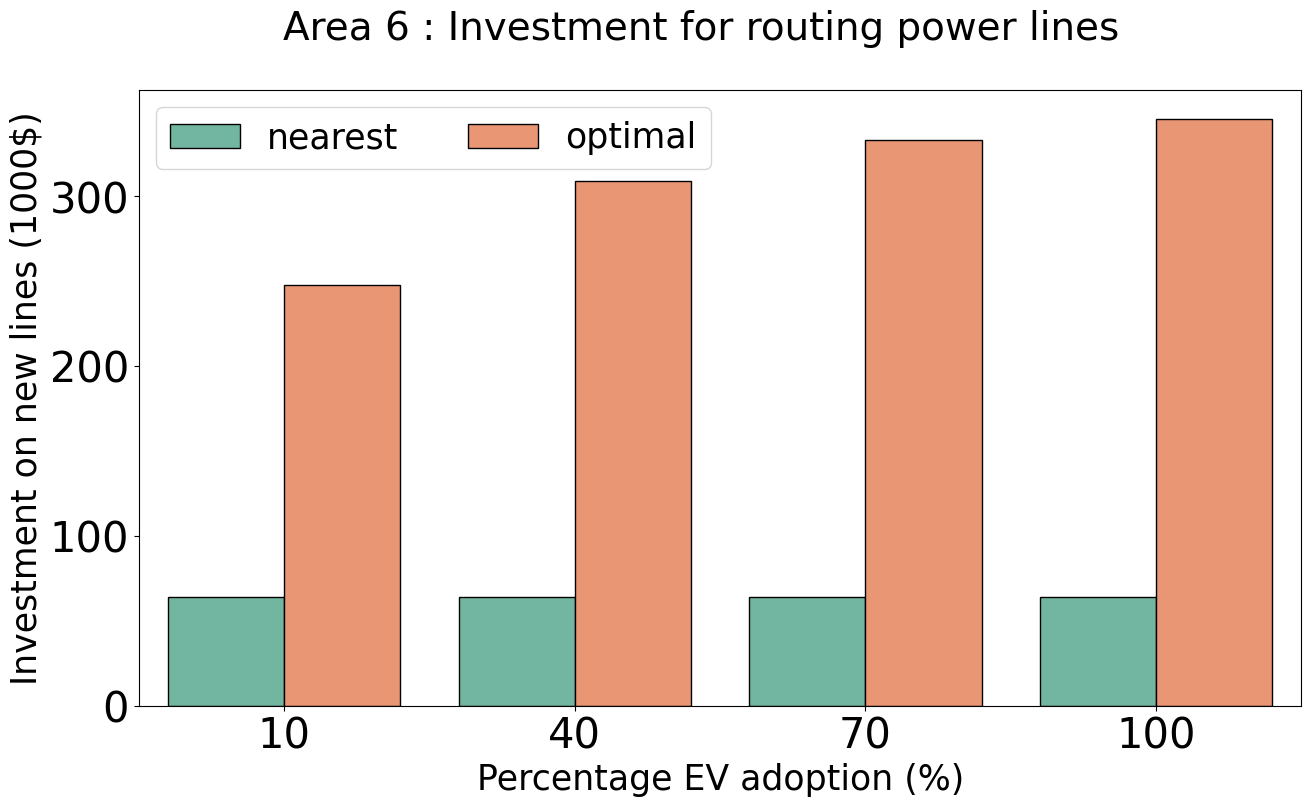 Area 6 : Investment for routing power lines
nearest
optimal
Investment on new lines (1000$)
300
200
100
0
10
40
70
100
Percentage EV adoption (%)